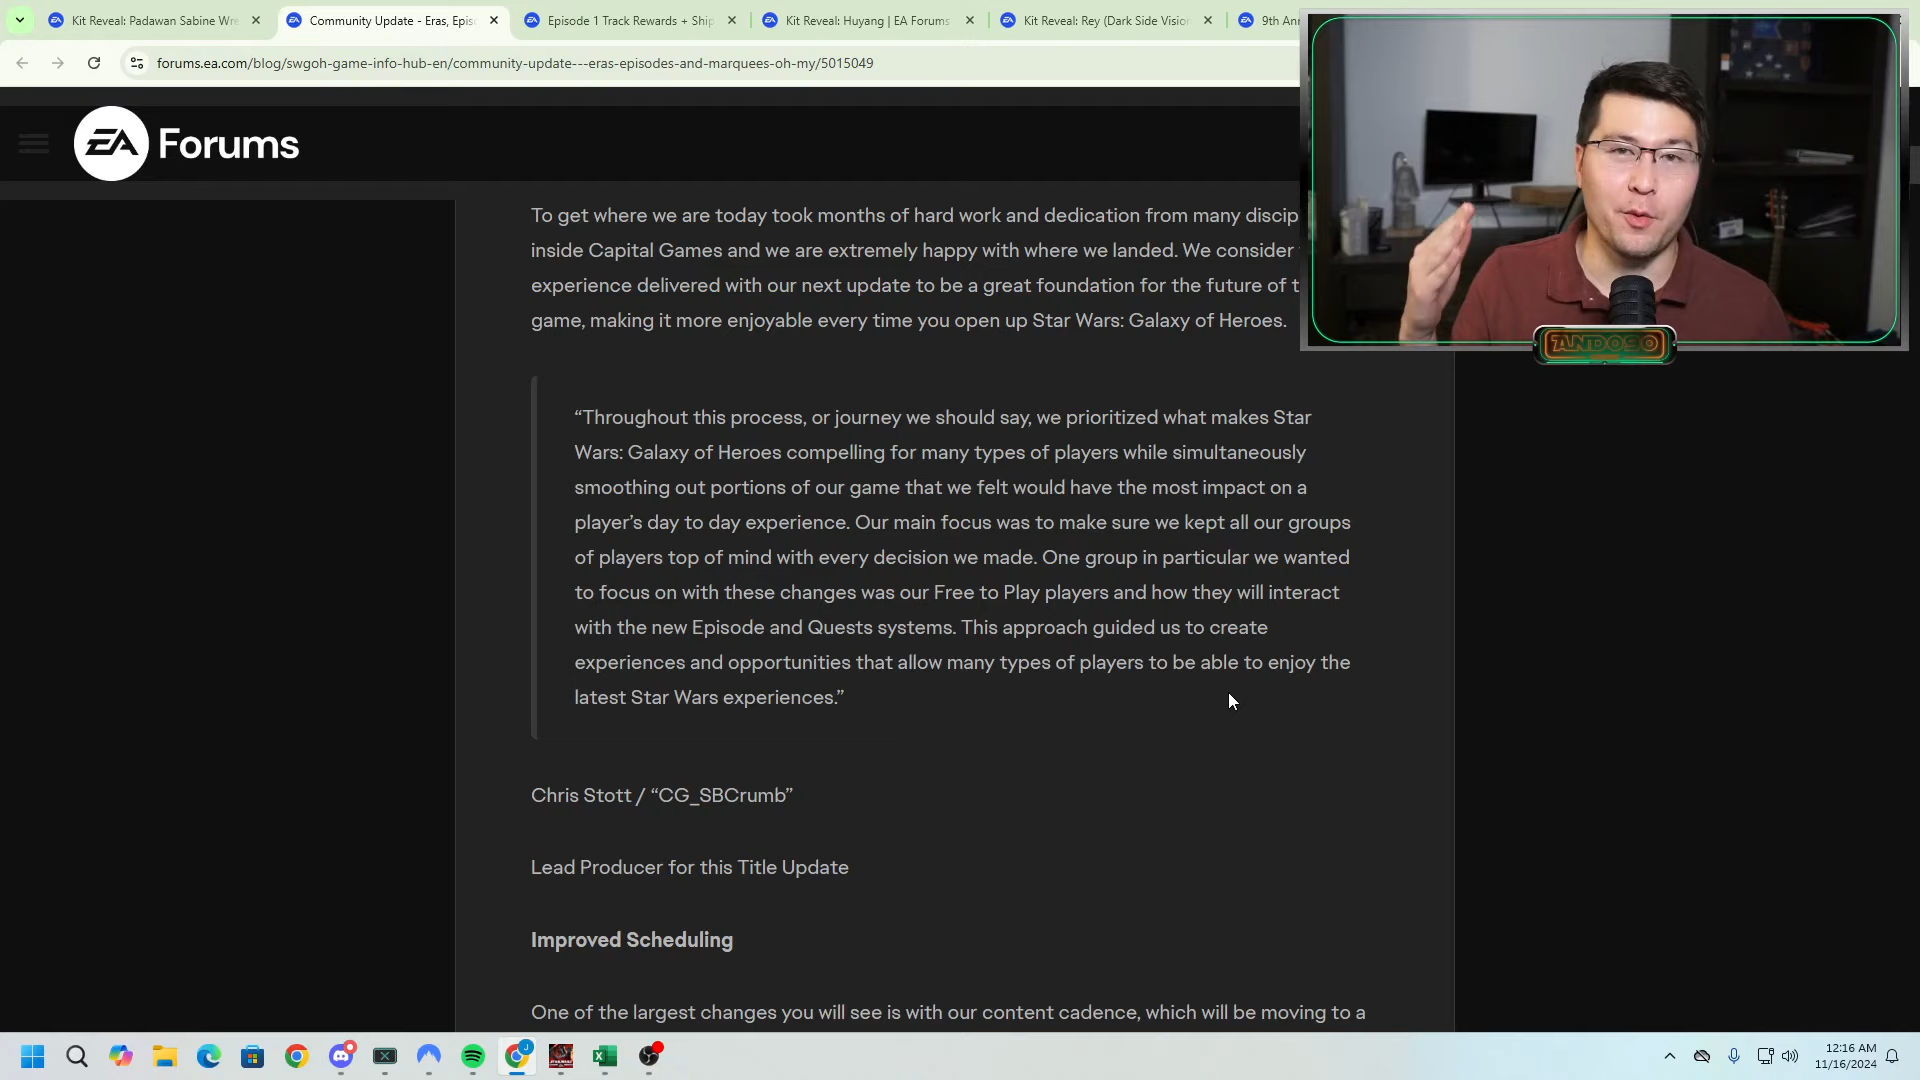 Kit Reveal: Padawan Sabine Wre
Community Update - Eras, Epis
Episode 1 Track Rewards + Ship
Kit Reveal: Huyang | EA Forums
Kit Reveal: Rey (Dark Side Vision
9th Ann
forums.ea.com/blog/swgoh-game-info-hub-en/community-update---eras-episodes-and-marquees-oh-my/5015049
EA Forums
To get where we are today took months of hard work and dedication from many discip
inside Capital Games and we are extremely happy with where we landed. We consider
experience delivered with our next update to be a great foundation for the future of t
game, making it more enjoyable every time you open up Star Wars: Galaxy of Heroes.
ANDO90
“Throughout this process, or journey we should say, we prioritized what makes Star
Wars: Galaxy of Heroes compelling for many types of players while simultaneously
smoothing out portions of our game that we felt would have the most impact on a
player’s day to day experience. Our main focus was to make sure we kept all our groups
of players top of mind with every decision we made. One group in particular we wanted
to focus on with these changes was our Free to Play players and how they will interact
with the new Episode and Quests systems. This approach guided us to create
experiences and opportunities that allow many types of players to be able to enjoy the
latest Star Wars experiences.”
Chris Stott / “CG_SBCrumb”
Lead Producer for this Title Update
Improved Scheduling
One of the largest changes you will see is with our content cadence, which will be moving to a
12:16 AM
11/16/2024